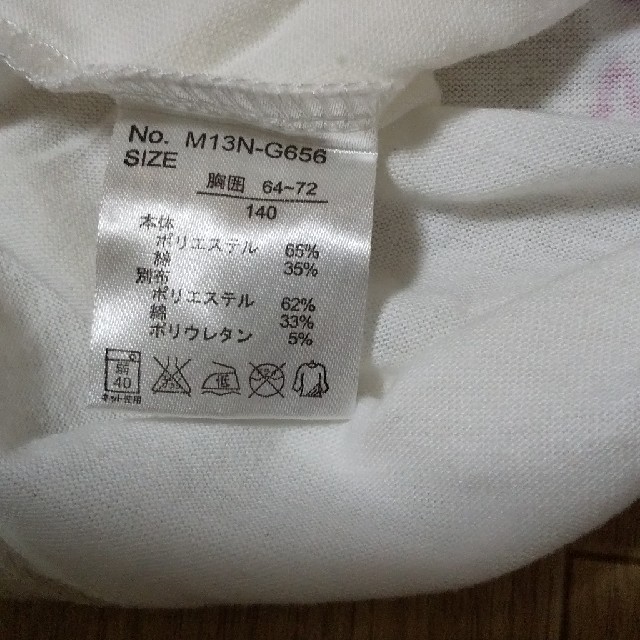 No. M13N-G656
SIZE
胸囲 64~72
140
本体
ポリエステル 65%
綿 35%
別布
ポリエステル 62%
綿 33%
ポリウレタン 5%
弱 40 低
ネット使用